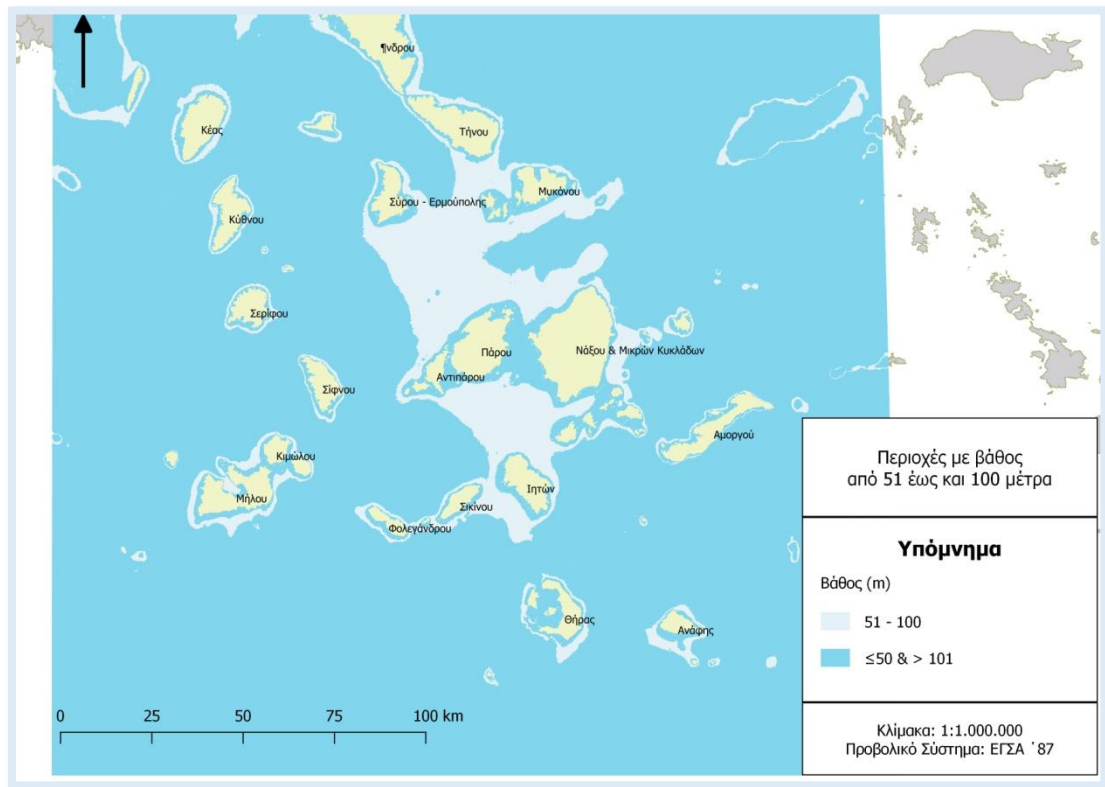 ¶νδρου
Κέας
Τήνου
Σύρου - Ερμούπολης
Μυκόνου
Κύθνου
Σερίφου
Πάρου
Νάξου & Μικρών Κυκλάδων
Αντιπάρου
Σίφνου
Αμοργού
Κιμώλου
Μήλου
Ιητών
Σικίνου
Φολεγάνδρου
Θήρας
Ανάφης
0 25 50 75 100 km
Περιοχές με βάθος
από 51 έως και 100 μέτρα
Υπόμνημα
Βάθος (m)
51 - 100
≤50 & > 101
Κλίμακα: 1:1.000.000
Προβολικό Σύστημα: ΕΓΣΑ '87